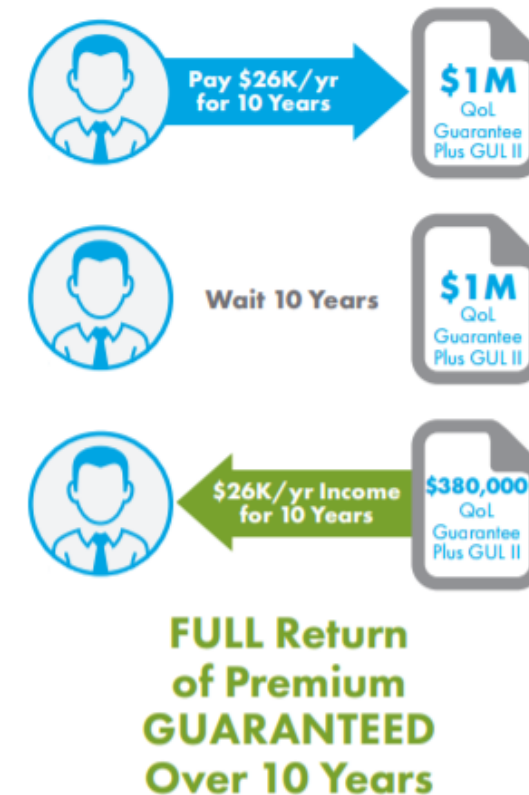 Pay $26K/yr
for 10 Years
$1M
QoL
Guarantee
Plus GUL II
Wait 10 Years
$1M
QoL
Guarantee
Plus GUL II
$26K/yr Income
for 10 Years
$380,000
QoL
Guarantee
Plus GUL II
FULL Return
of Premium
GUARANTEED
Over 10 Years